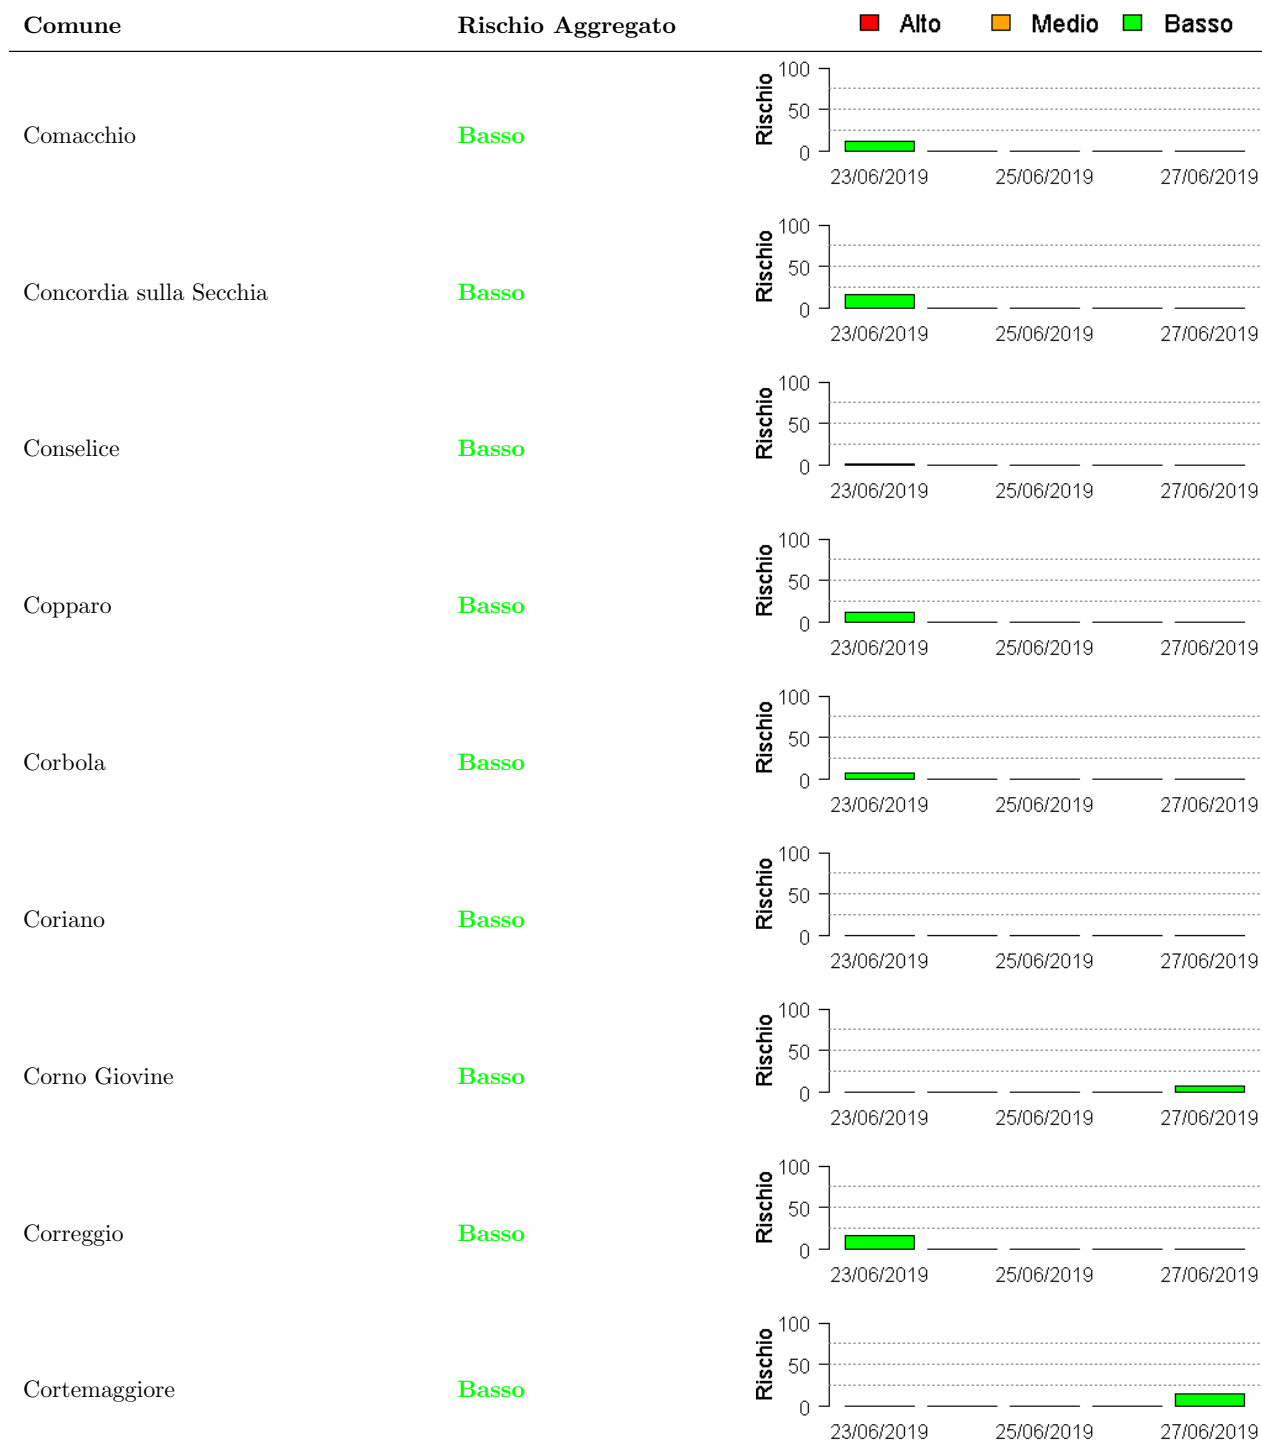 Comune Rischio Aggregato Alto Medio Basso
Comacchio Basso Rischio 100 50 0
23/06/2019 25/06/2019 27/06/2019
Concordia sulla Secchia Basso Rischio 100 50 0
23/06/2019 25/06/2019 27/06/2019
Conselice Basso Rischio 100 50 0
23/06/2019 25/06/2019 27/06/2019
Copparo Basso Rischio 100 50 0
23/06/2019 25/06/2019 27/06/2019
Corbola Basso Rischio 100 50 0
23/06/2019 25/06/2019 27/06/2019
Coriano Basso Rischio 100 50 0
23/06/2019 25/06/2019 27/06/2019
Corno Giovine Basso Rischio 100 50 0
23/06/2019 25/06/2019 27/06/2019
Correggio Basso Rischio 100 50 0
23/06/2019 25/06/2019 27/06/2019
Cortemaggiore Basso Rischio 100 50 0
23/06/2019 25/06/2019 27/06/2019